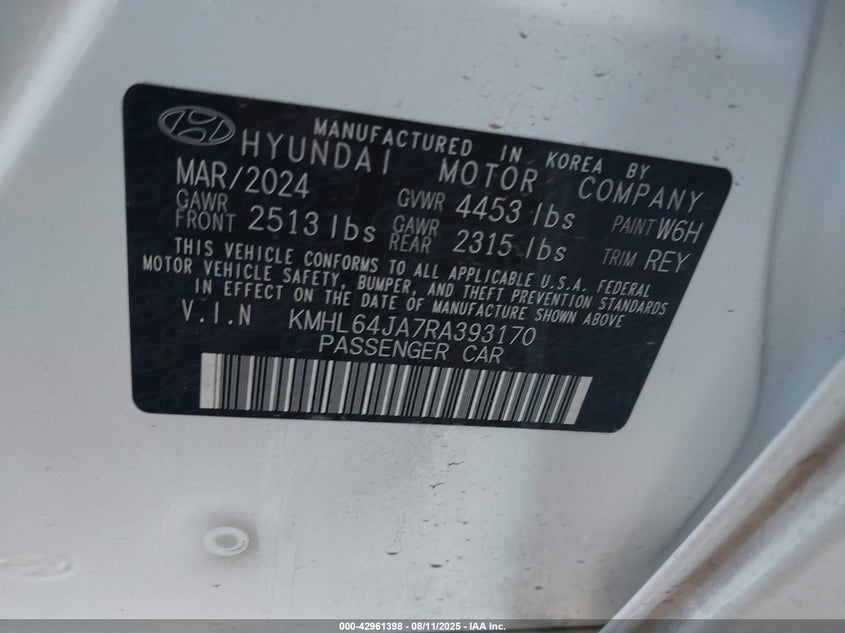 MANUFACTURED IN KOREA BY
HYUNDAI MOTOR COMPANY
MAR/2024 GVWR 4453 lbs PAINT W6H
GAWR FRONT 2513 lbs GAWR REAR 2315 lbs TRIM REY
THIS VEHICLE CONFORMS TO ALL APPLICABLE U.S.A. FEDERAL
MOTOR VEHICLE SAFETY, BUMPER, AND THEFT PREVENTION STANDARDS
IN EFFECT ON THE DATE OF MANUFACTURE SHOWN ABOVE
V.I.N KMHL64JA7RA393170
PASSENGER CAR
000-42961398 - 08/11/2025 - IAA Inc.